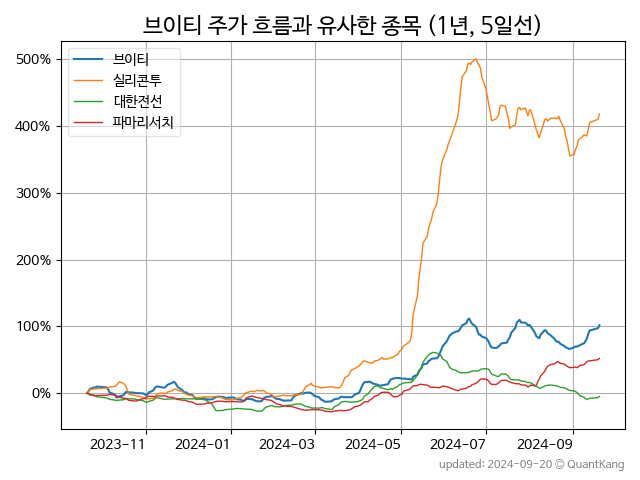 브이티 주가 흐름과 유사한 종목 (1년, 5일선)
브이티
실리콘투
대한전선
파마리서치
500%
400%
300%
200%
100%
0%
2023-11 2024-01 2024-03 2024-05 2024-07 2024-09
updated: 2024-09-20 © QuantKang